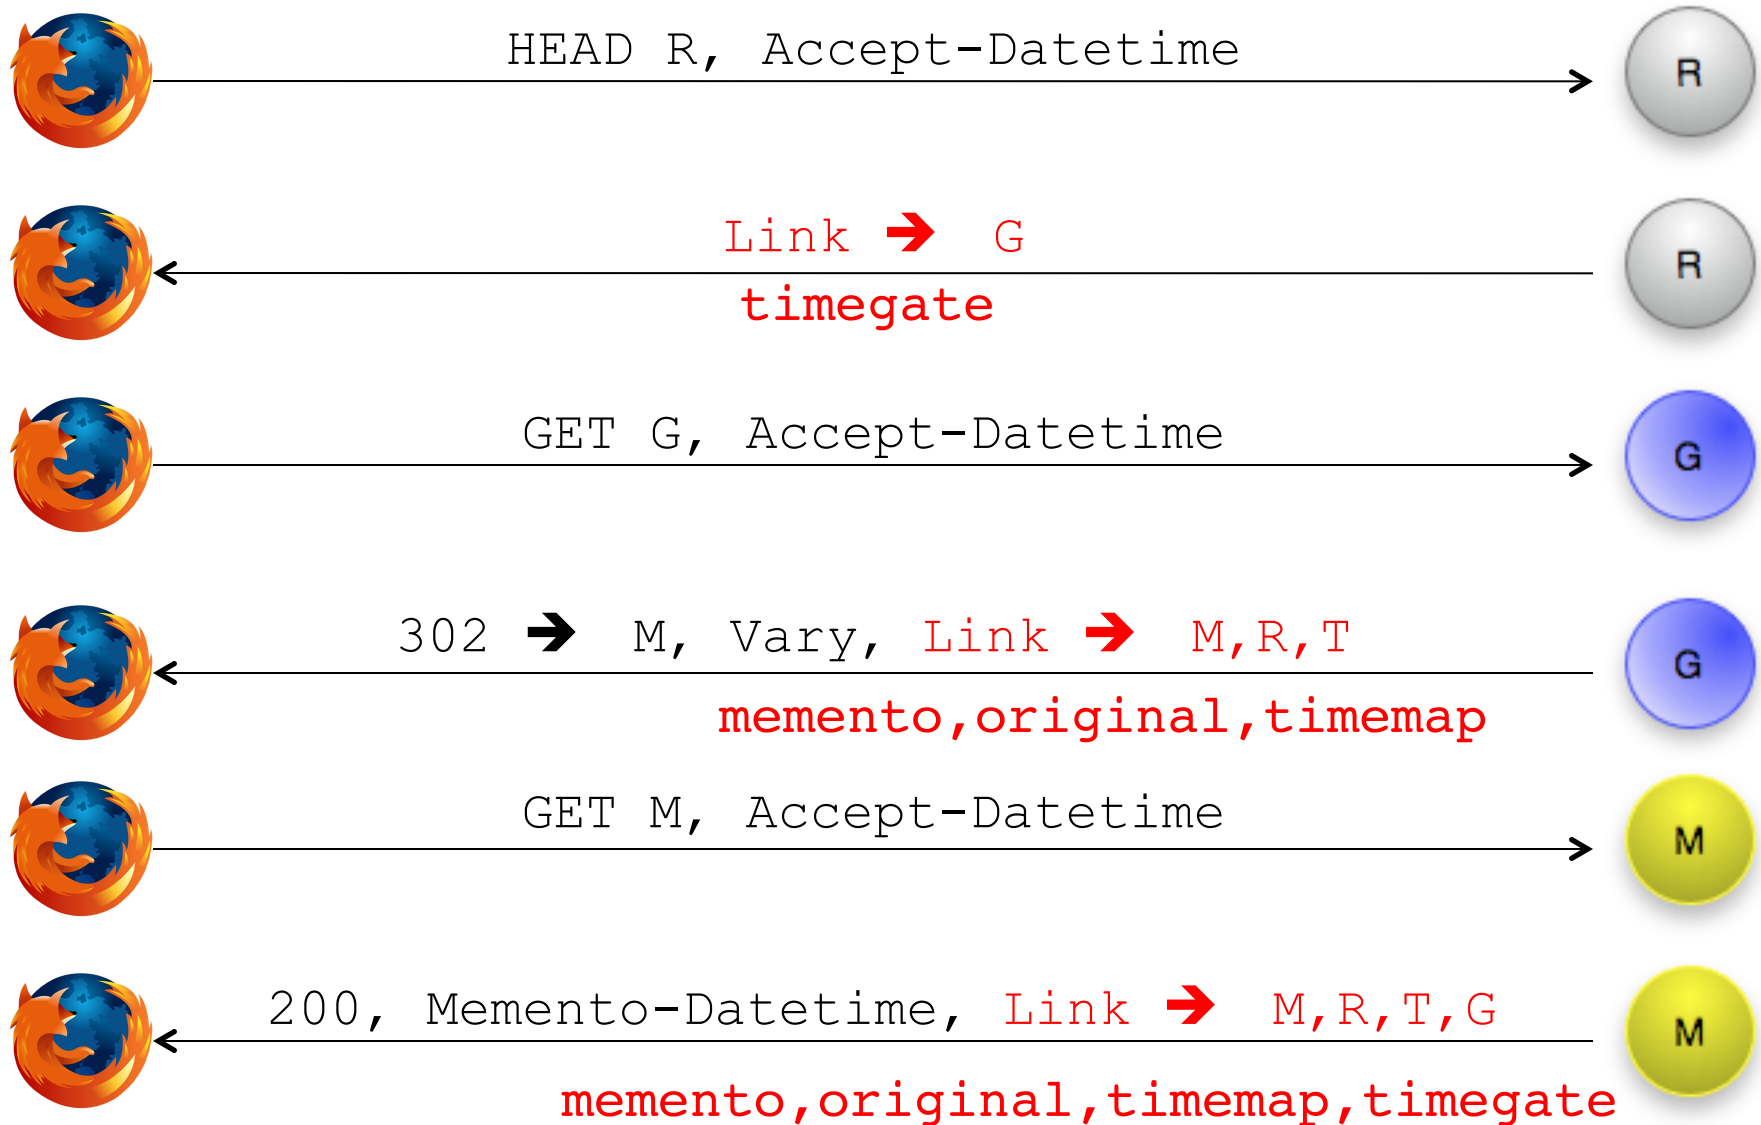 HEAD R, Accept-Datetime
R
Link ➔ G
timegate
R
GET G, Accept-Datetime
G
302 ➔ M, Vary, Link ➔ M,R,T
memento,original,timemap
G
GET M, Accept-Datetime
M
200, Memento-Datetime, Link ➔ M,R,T,G
memento,original,timemap,timegate
M